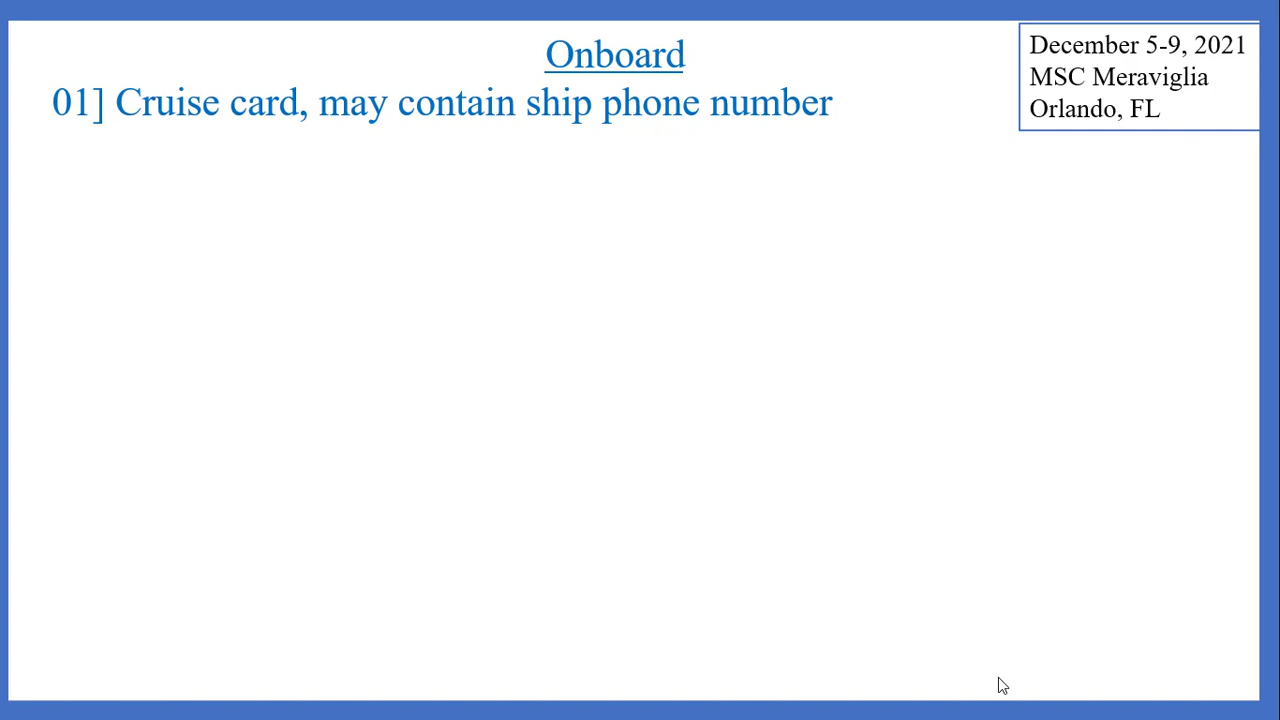 Onboard
01] Cruise card, may contain ship phone number
December 5-9, 2021
MSC Meraviglia
Orlando, FL